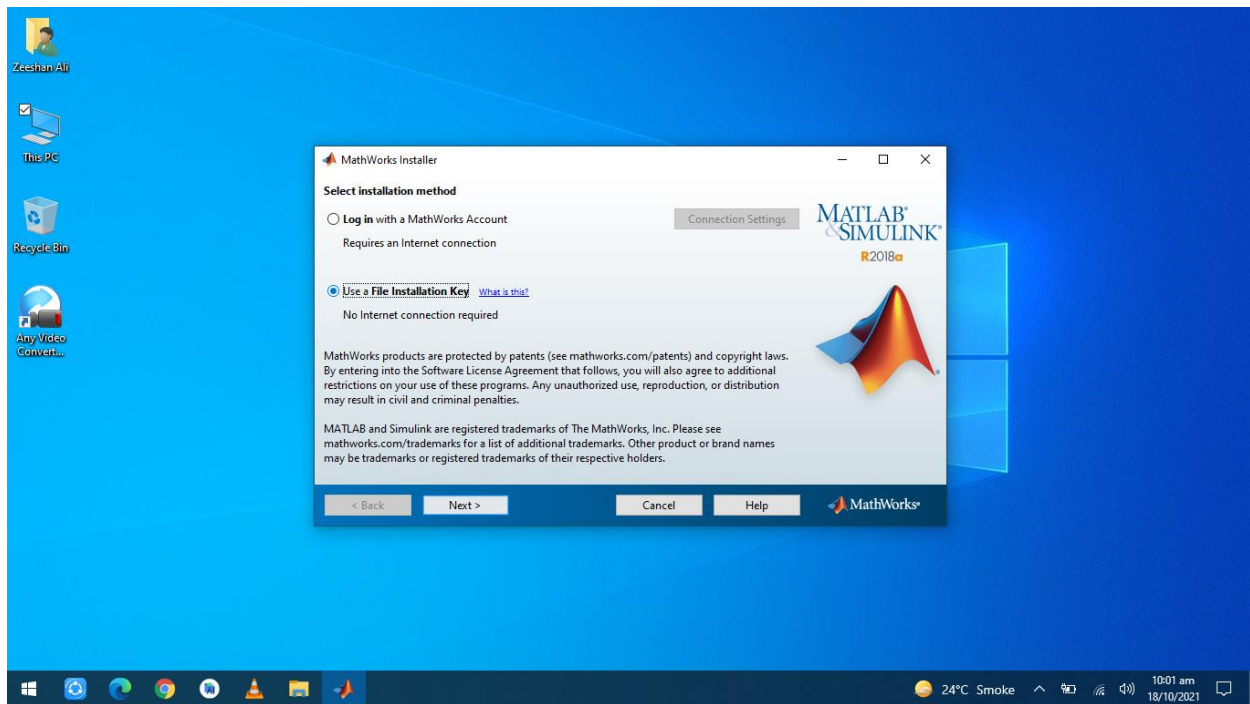 Zeeshan Ali
This PC
Recycle Bin
Any Video
Convert...
MathWorks Installer
Select installation method
Log in with a MathWorks Account
Connection Settings
Requires an Internet connection
Use a File Installation Key What is this?
No Internet connection required
MathWorks products are protected by patents (see mathworks.com/patents) and copyright laws.
By entering into the Software License Agreement that follows, you will also agree to additional
restrictions on your use of these programs. Any unauthorized use, reproduction, or distribution
may result in civil and criminal penalties.
MATLAB and Simulink are registered trademarks of The MathWorks, Inc. Please see
mathworks.com/trademarks for a list of additional trademarks. Other product or brand names
may be trademarks or registered trademarks of their respective holders.
MATLAB®
&SIMULINK®
R2018a
< Back
Next >
Cancel
Help
MathWorks®
24°C Smoke
10:01 am
18/10/2021